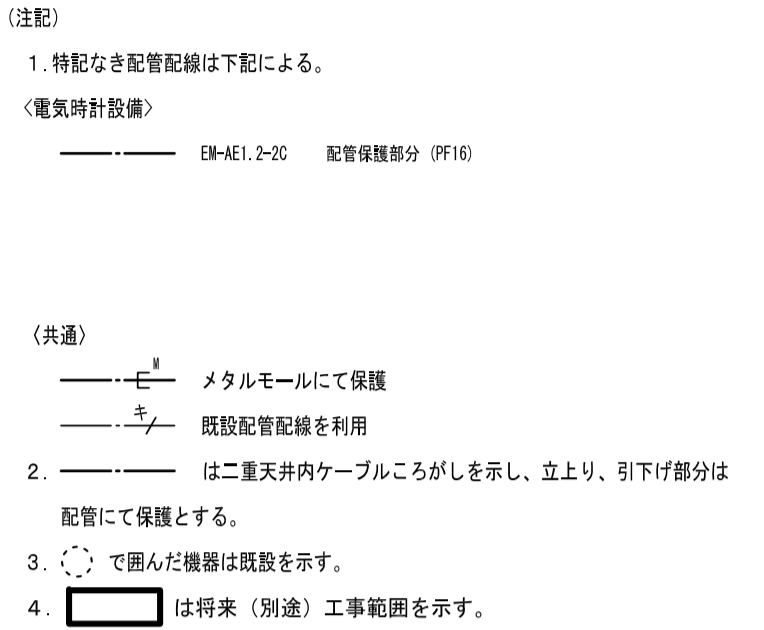 (注記)
1.特記なき配管配線は下記による。
〈電気時計設備〉
EM-AE1.2-2C 配管保護部分 (PF16)
〈共通〉
M
メタルモールにて保護
キ
既設配管配線を利用
2. は二重天井内ケーブルころがしを示し、立上り、引下げ部分は
配管にて保護とする。
3. で囲んだ機器は既設を示す。
4. は将来（別途）工事範囲を示す。